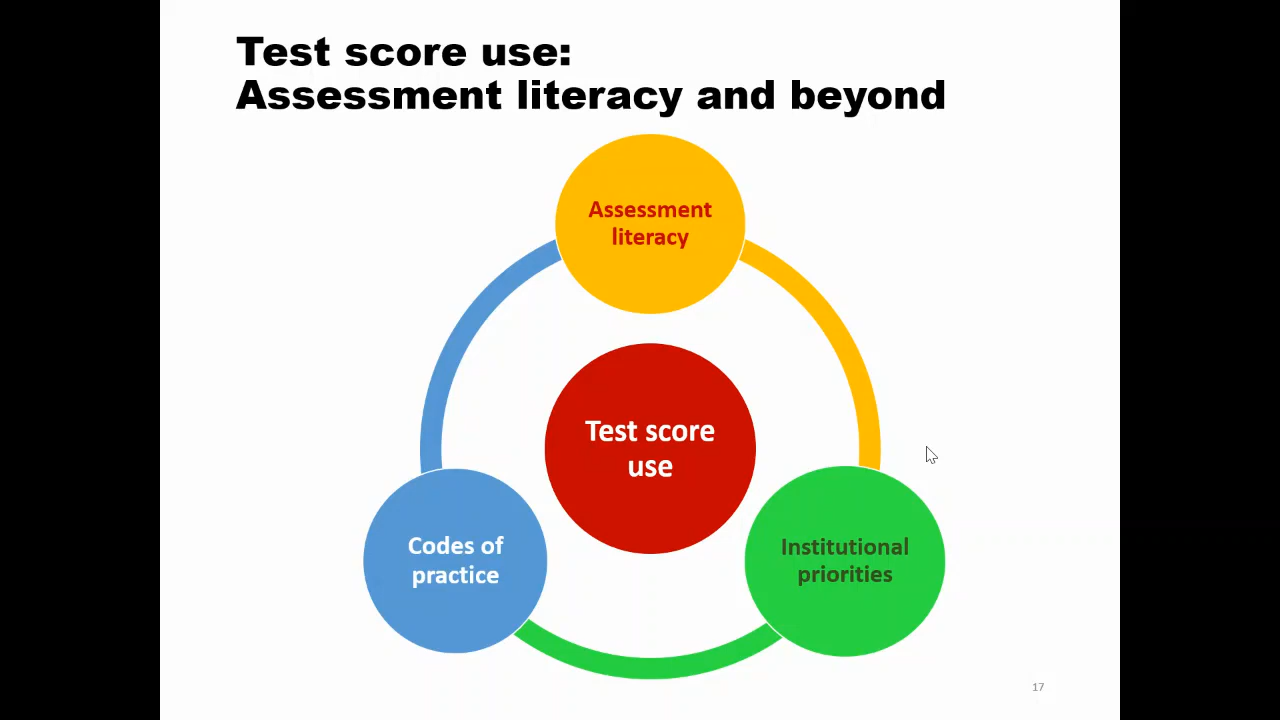 Test score use:
Assessment literacy and beyond
Assessment
literacy
Test score
use
Codes of
practice
Institutional
priorities
17